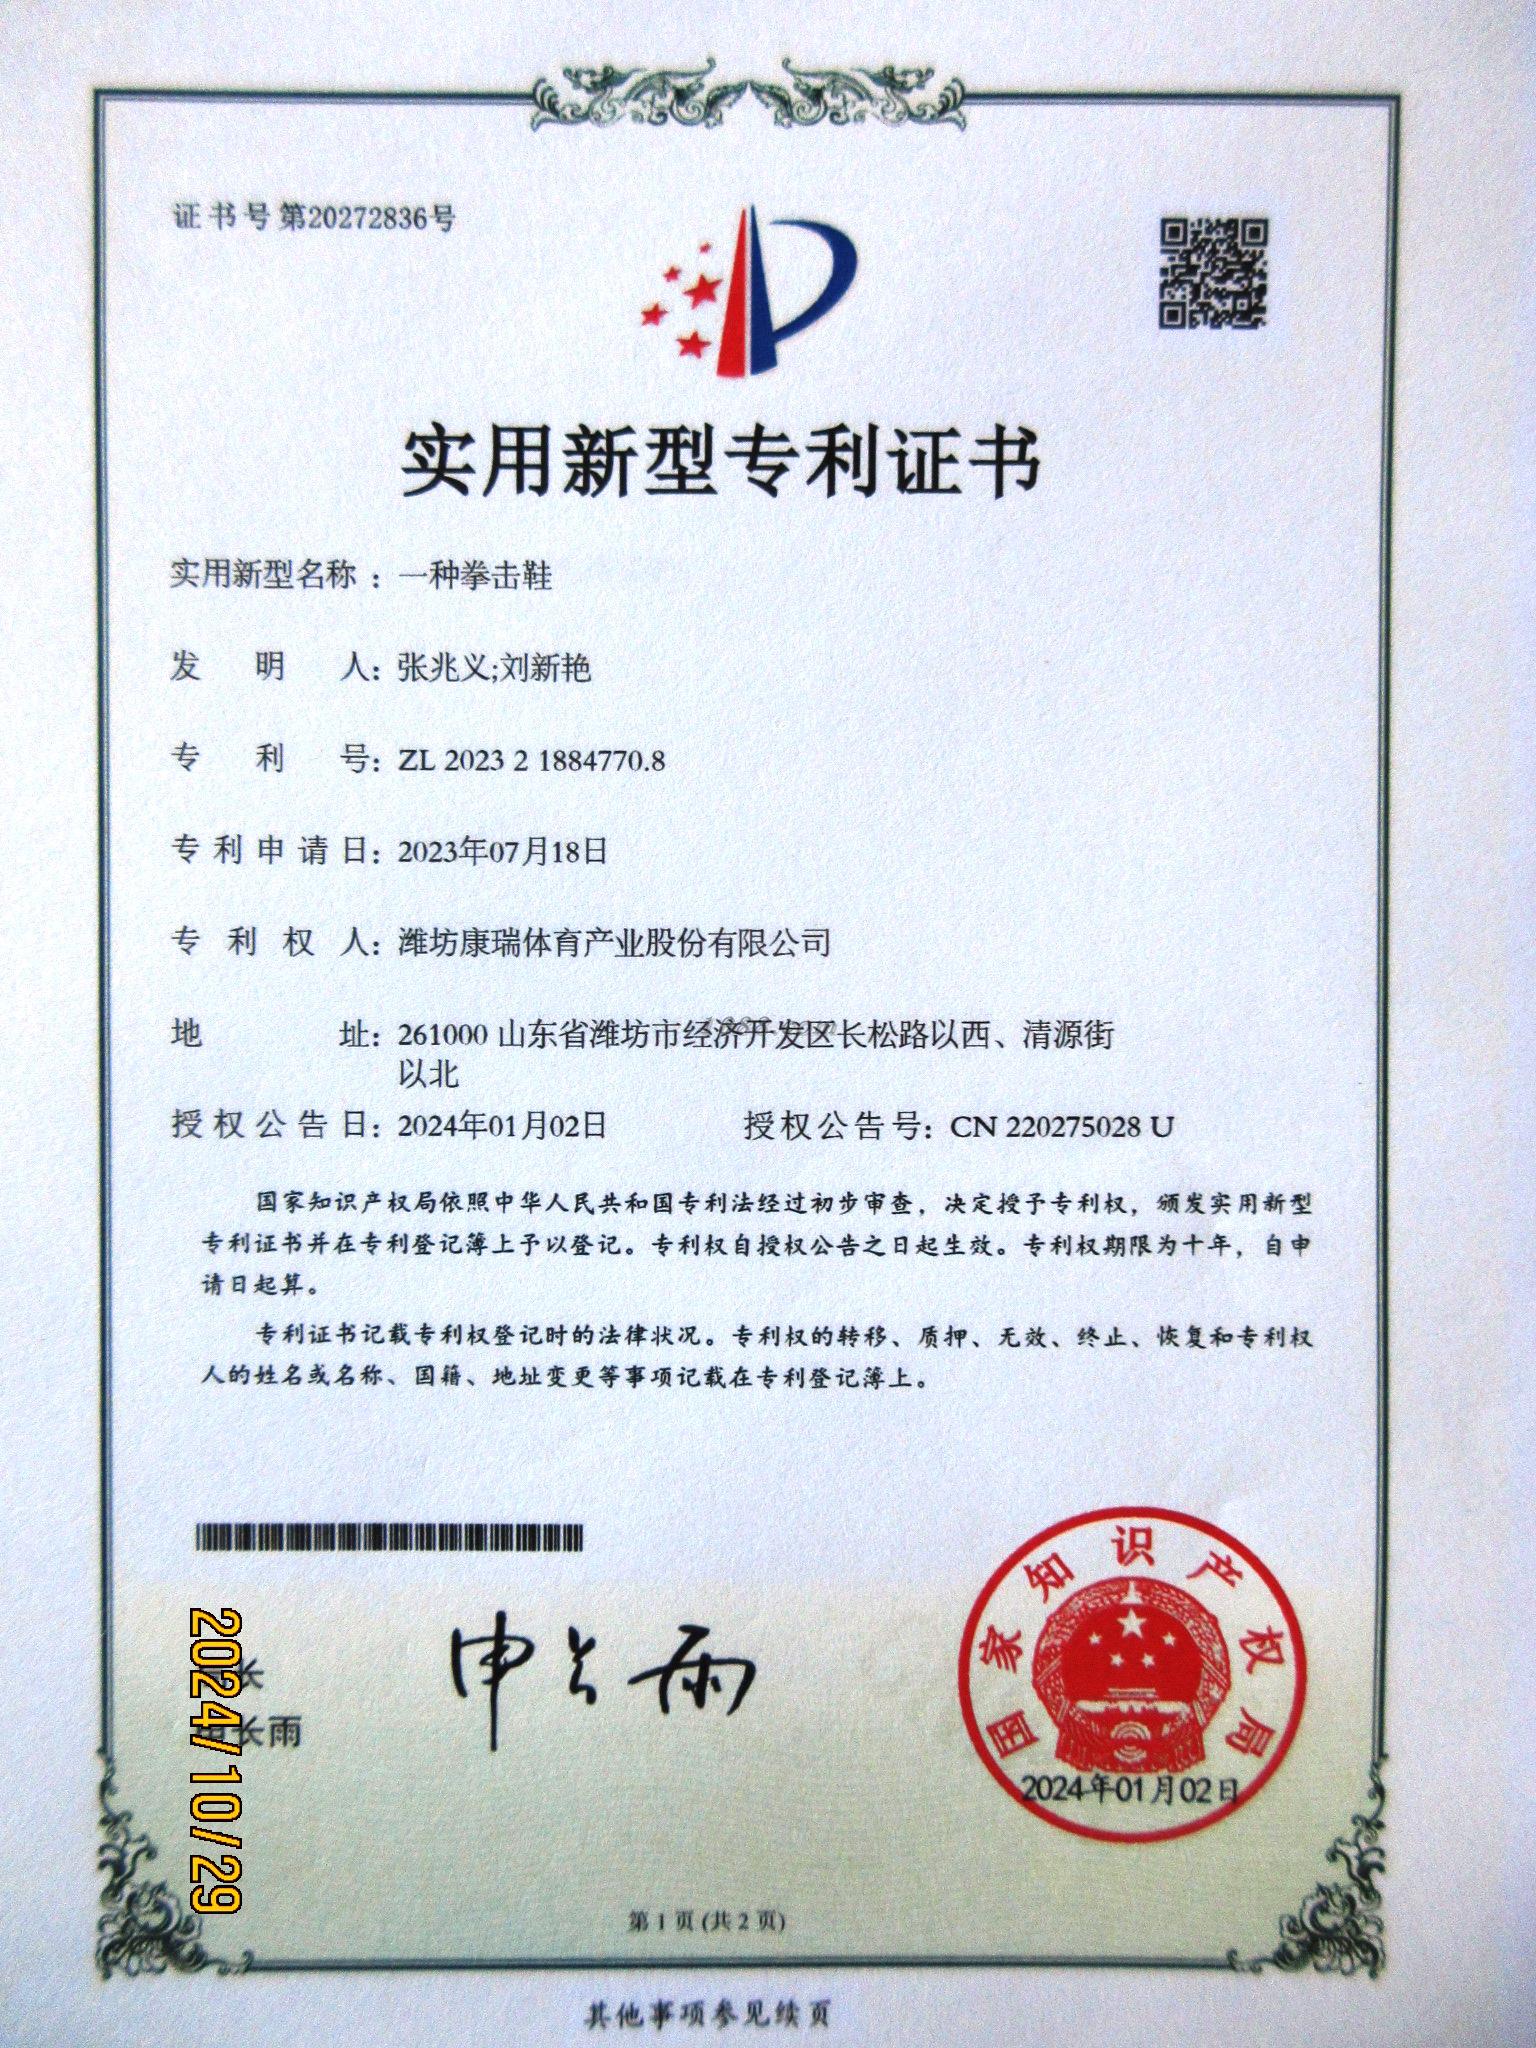 证书号第20272836号
实用新型专利证书
实用新型名称：一种拳击鞋
发明人：张兆义;刘新艳
专利号：ZL 2023 2 1884770.8
专利申请日：2023年07月18日
专利权人：潍坊康瑞体育产业股份有限公司
地址：261000 山东省潍坊市经济开发区长松路以西、清源街
以北
授权公告日：2024年01月02日 授权公告号：CN 220275028 U
国家知识产权局依照中华人民共和国专利法经过初步审查，决定授予专利权，颁发实用新型
专利证书并在专利登记簿上予以登记。专利权自授权公告之日起生效。专利权期限为十年，自申
请日起算。
专利证书记载专利权登记时的法律状况。专利权的转移、质押、无效、终止、恢复和专利权
人的姓名或名称、国籍、地址变更等事项记载在专利登记簿上。
局长
申长雨
申长雨
国家知识产权局
2024年01月02日
2024/10/29
第 1 页 (共 2 页)
其他事项参见续页